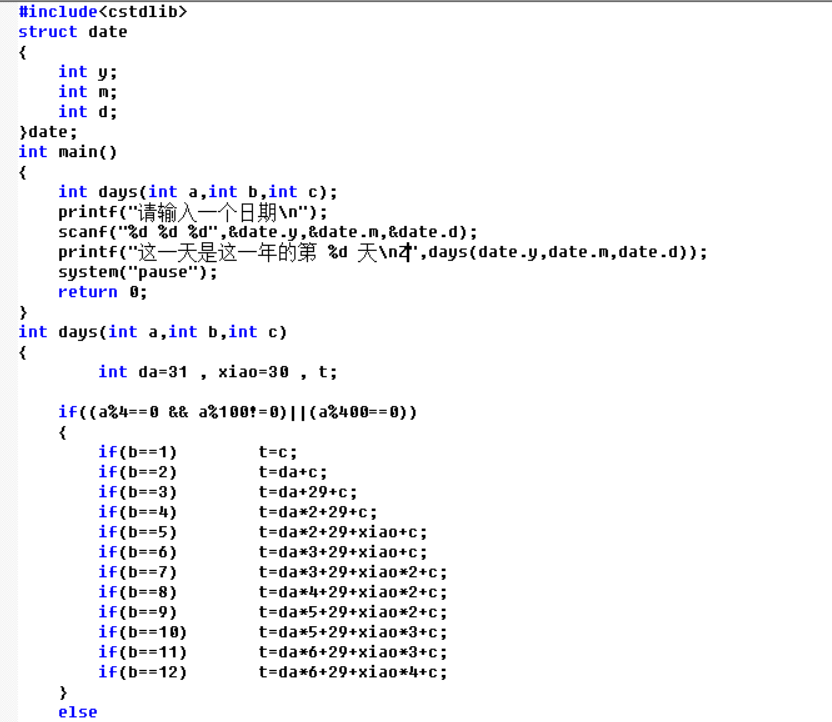 #include<cstdlib>
struct date
{
    int y;
    int m;
    int d;
}date;
int main()
{
    int days(int a,int b,int c);
    printf("请输入一个日期\n");
    scanf("%d %d %d",&date.y,&date.m,&date.d);
    printf("这一天是这一年的第 %d 天\n2",days(date.y,date.m,date.d));
    system("pause");
    return 0;
}
int days(int a,int b,int c)
{
        int da=31 , xiao=30 , t;
    if((a%4==0 && a%100!=0)||(a%400==0))
    {
        if(b==1)        t=c;
        if(b==2)        t=da+c;
        if(b==3)        t=da+29+c;
        if(b==4)        t=da*2+29+c;
        if(b==5)        t=da*2+29+xiao+c;
        if(b==6)        t=da*3+29+xiao+c;
        if(b==7)        t=da*3+29+xiao*2+c;
        if(b==8)        t=da*4+29+xiao*2+c;
        if(b==9)        t=da*5+29+xiao*2+c;
        if(b==10)       t=da*5+29+xiao*3+c;
        if(b==11)       t=da*6+29+xiao*3+c;
        if(b==12)       t=da*6+29+xiao*4+c;
    }
    else